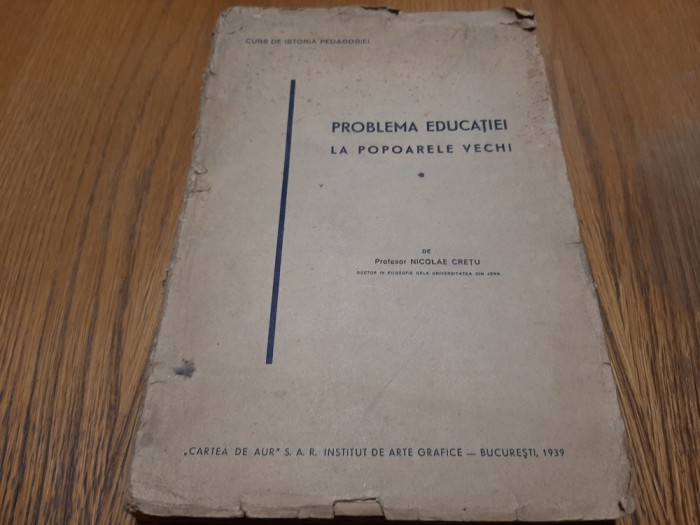 CURS DE ISTORIA PEDAGOGIEI
PROBLEMA EDUCAȚIEI
LA POPOARELE VECHI
DE
Profesor NICOLAE CREȚU
DOCTOR IN FILOSOFIE DELA UNIVERSITATEA DIN JENA
„CARTEA DE AUR" S. A. R. INSTITUT DE ARTE GRAFICE — BUCUREȘTI, 1939